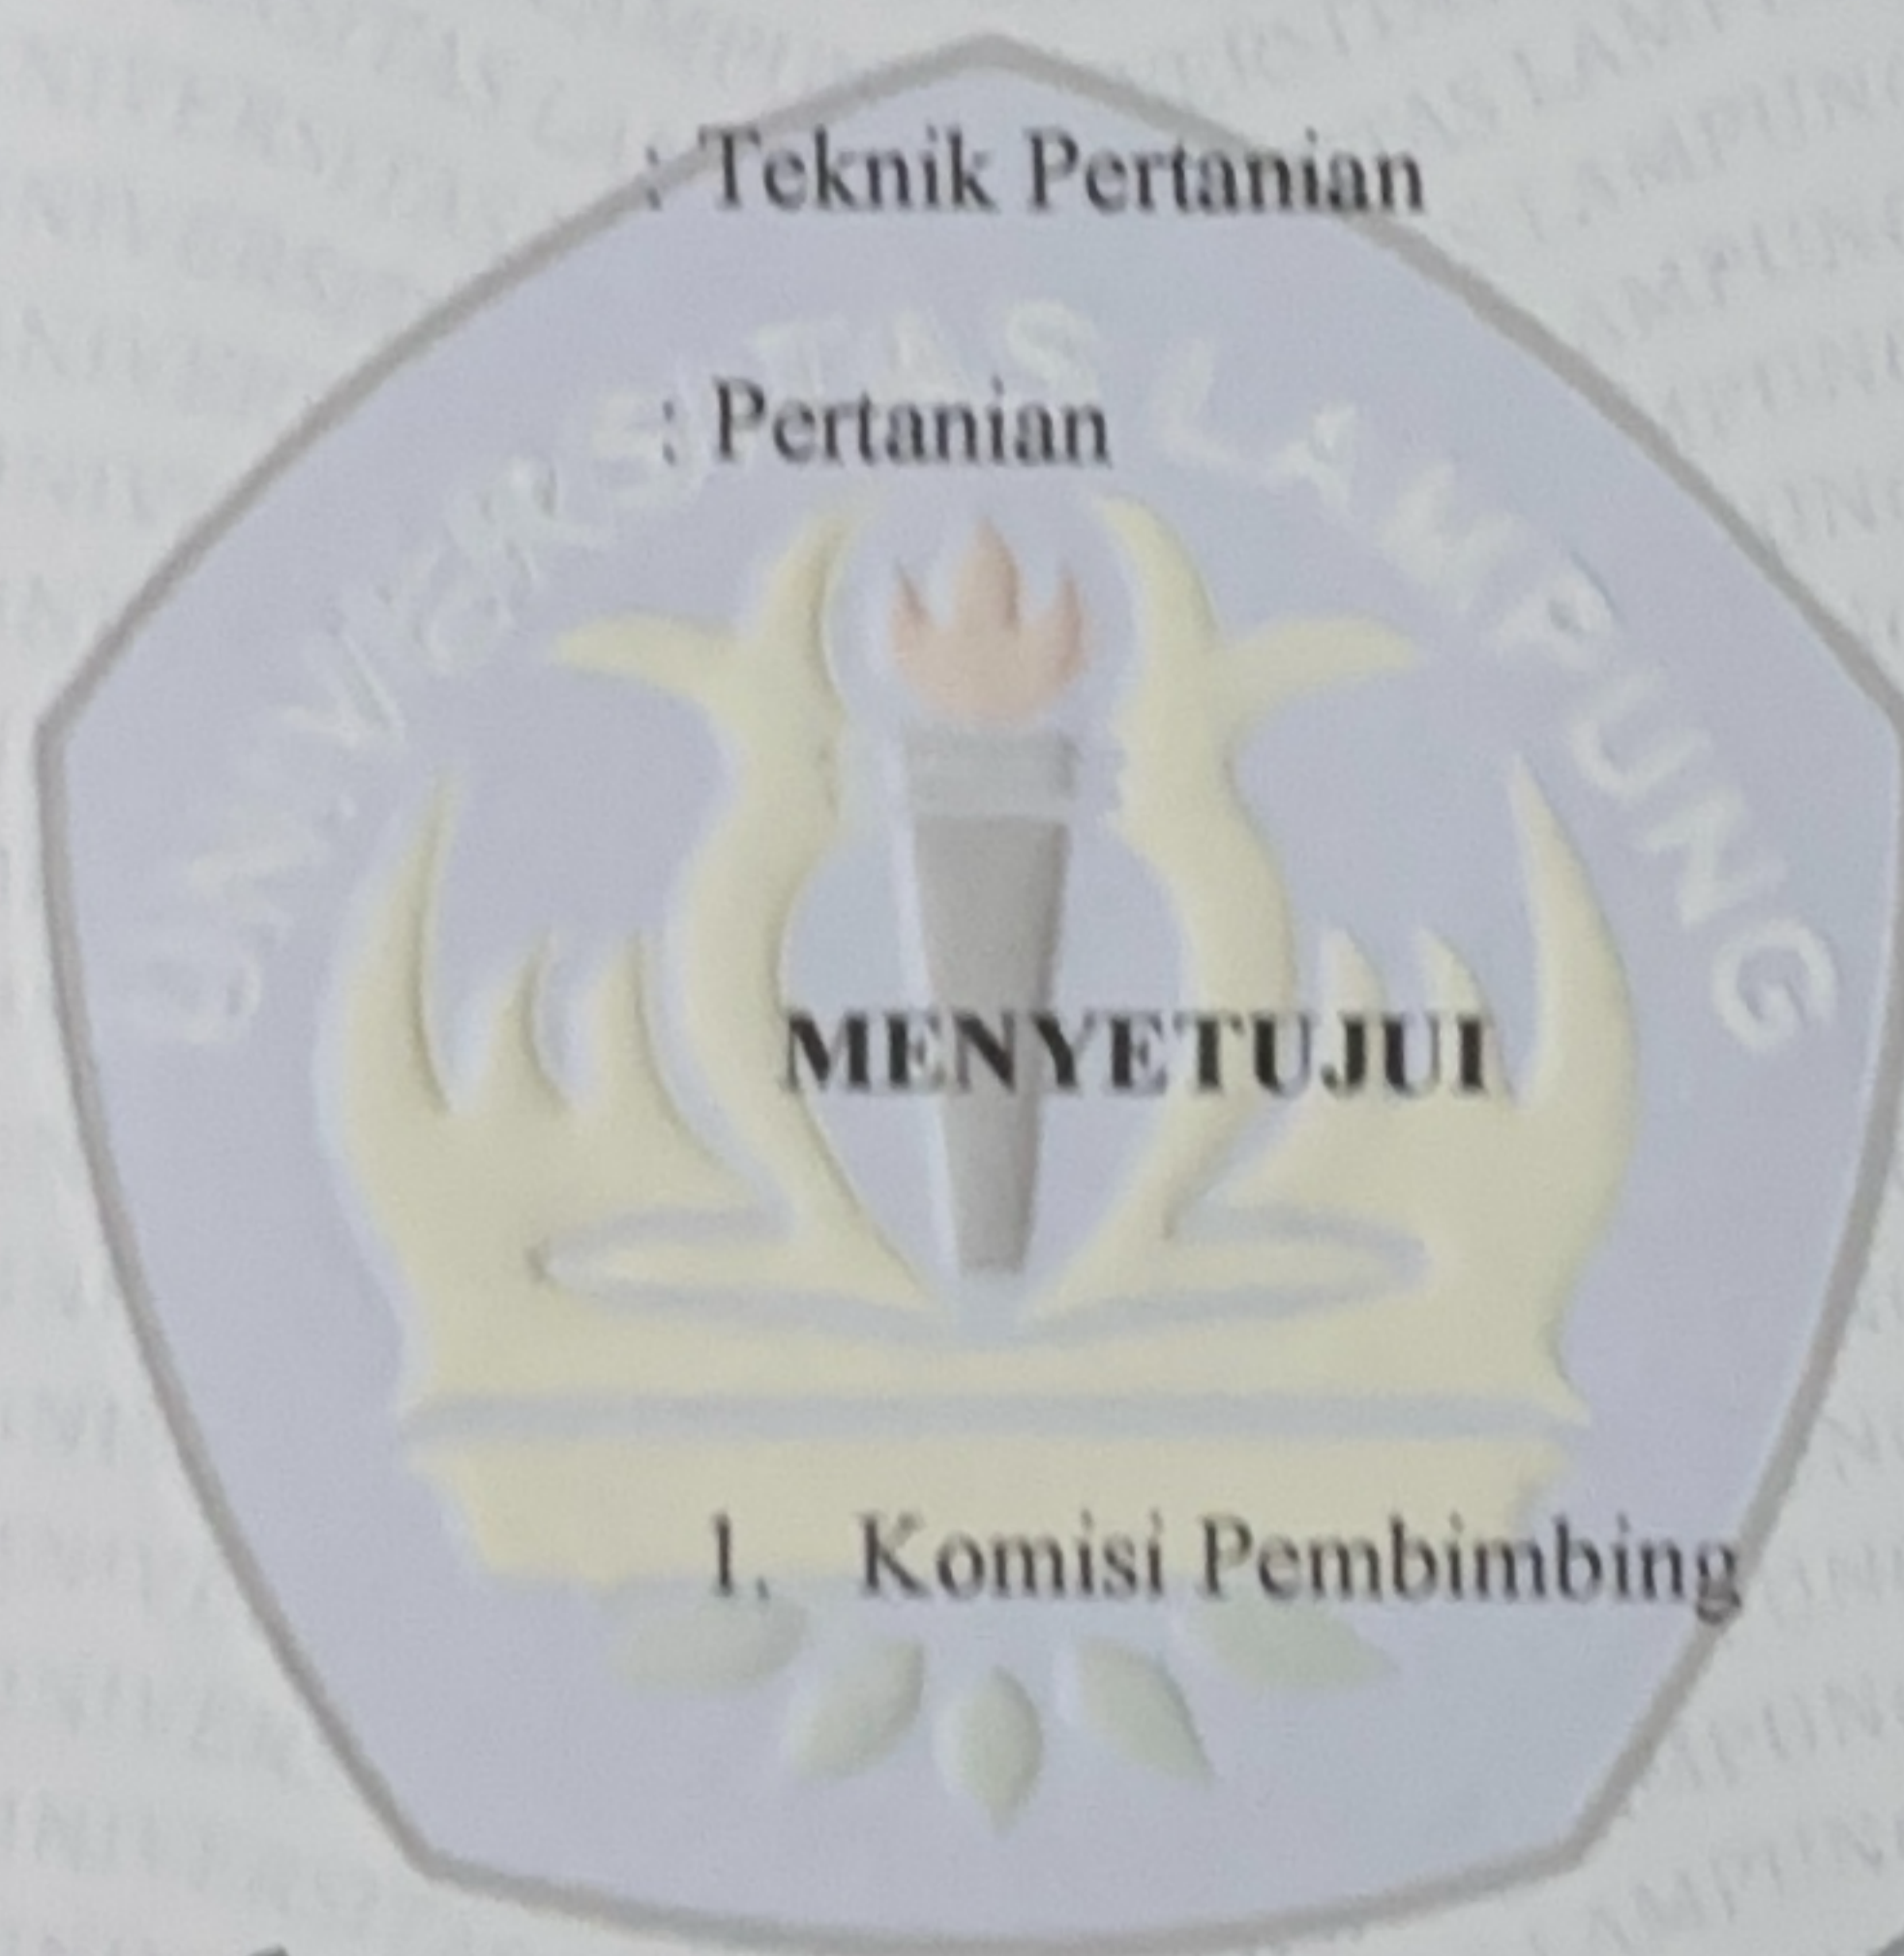 : Teknik Pertanian
: Pertanian
UNIVERSITAS LAMPUNG
MENYETUJUI
1. Komisi Pembimbing